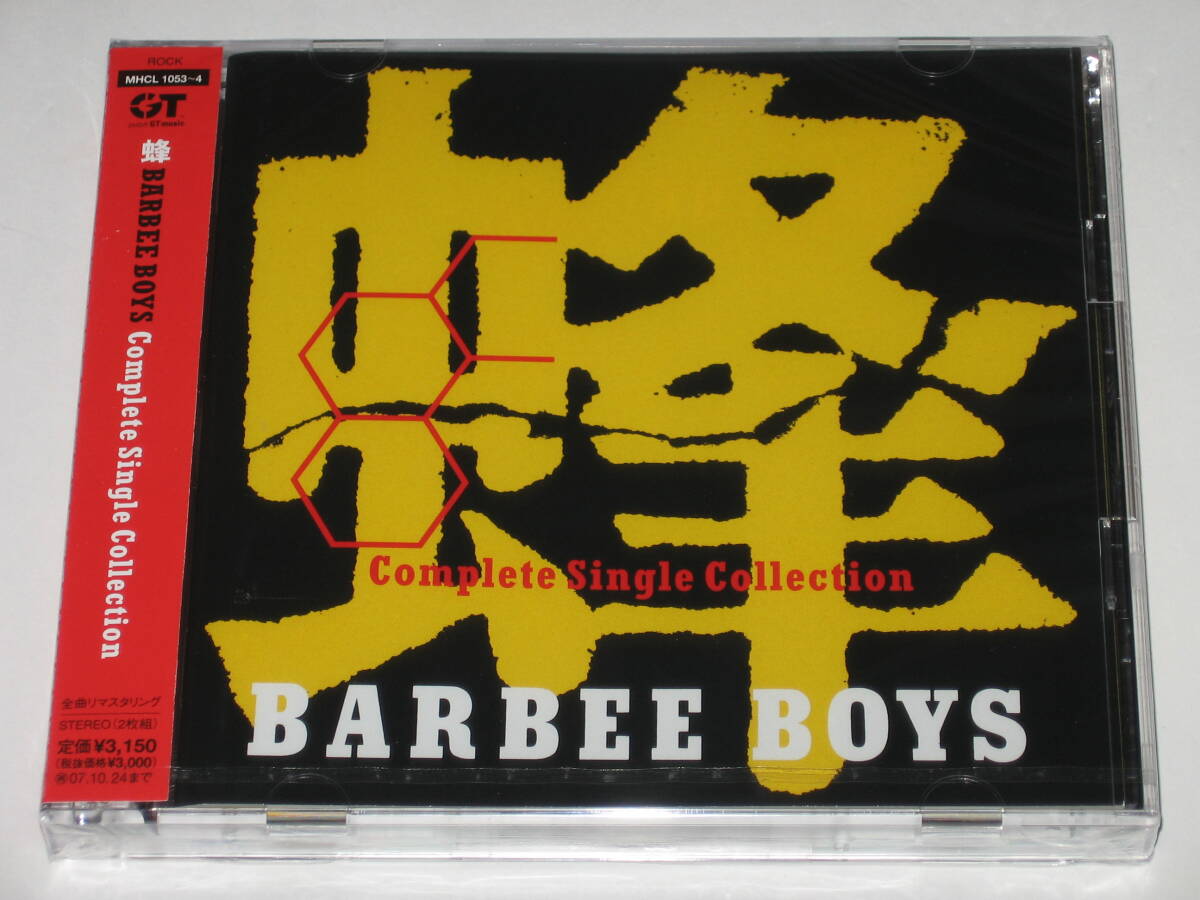 ROCK
MHCL 1053~4
GT
GT music
蜂 BARBEE BOYS Complete Single Collection
全曲リマスタリング
STEREO (2枚組)
定価¥3,150
(税抜価格¥3,000)
07.10.24まで
蜂
Complete Single Collection
BARBEE BOYS